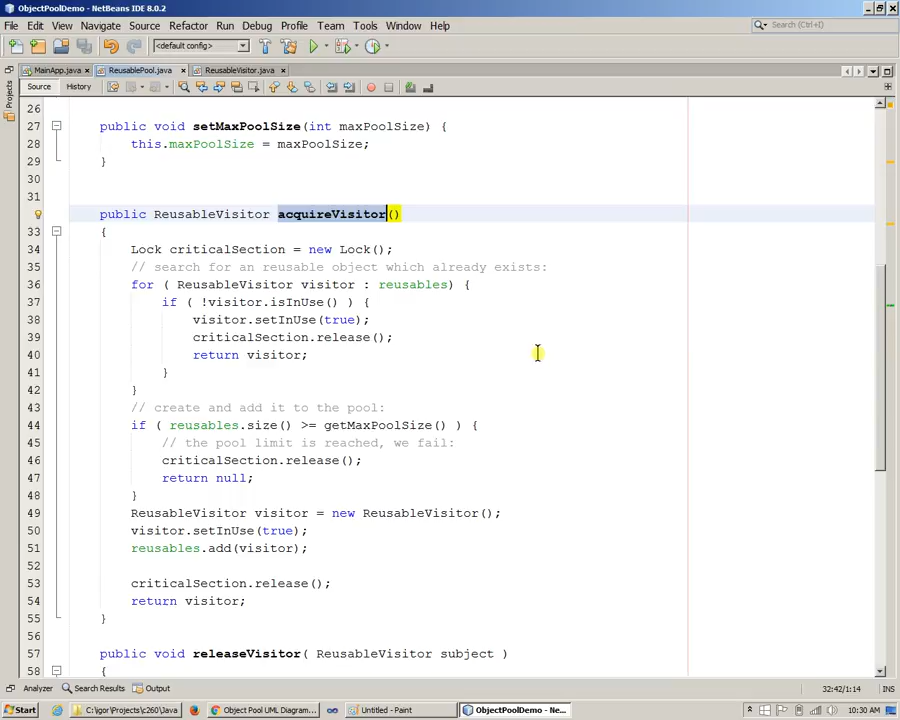 ObjectPoolDemo - NetBeans IDE 8.0.2
File Edit View Navigate Source Refactor Run Debug Profile Team Tools Window Help
<default config> Search (Ctrl+I)
MainApp.java ReusablePool.java ReusableVisitor.java
Projects
Source History
26
27 public void setMaxPoolSize(int maxPoolSize) {
28 this.maxPoolSize = maxPoolSize;
29 }
30
31
public ReusableVisitor acquireVisitor()
33 {
34 Lock criticalSection = new Lock();
35 // search for an reusable object which already exists:
36 for ( ReusableVisitor visitor : reusables) {
37 if ( !visitor.isInUse() ) {
38 visitor.setInUse(true);
39 criticalSection.release();
40 return visitor;
41 }
42 }
43 // create and add it to the pool:
44 if ( reusables.size() >= getMaxPoolSize() ) {
45 // the pool limit is reached, we fail:
46 criticalSection.release();
47 return null;
48 }
49 ReusableVisitor visitor = new ReusableVisitor();
50 visitor.setInUse(true);
51 reusables.add(visitor);
52
53 criticalSection.release();
54 return visitor;
55 }
56
57 public void releaseVisitor( ReusableVisitor subject )
58 {
Analyzer Search Results Output 32:42/1:14 INS
Start C:\igor\Projects\c260\Java Object Pool UML Diagram... Untitled - Paint ObjectPoolDemo - Ne... 10:30 AM